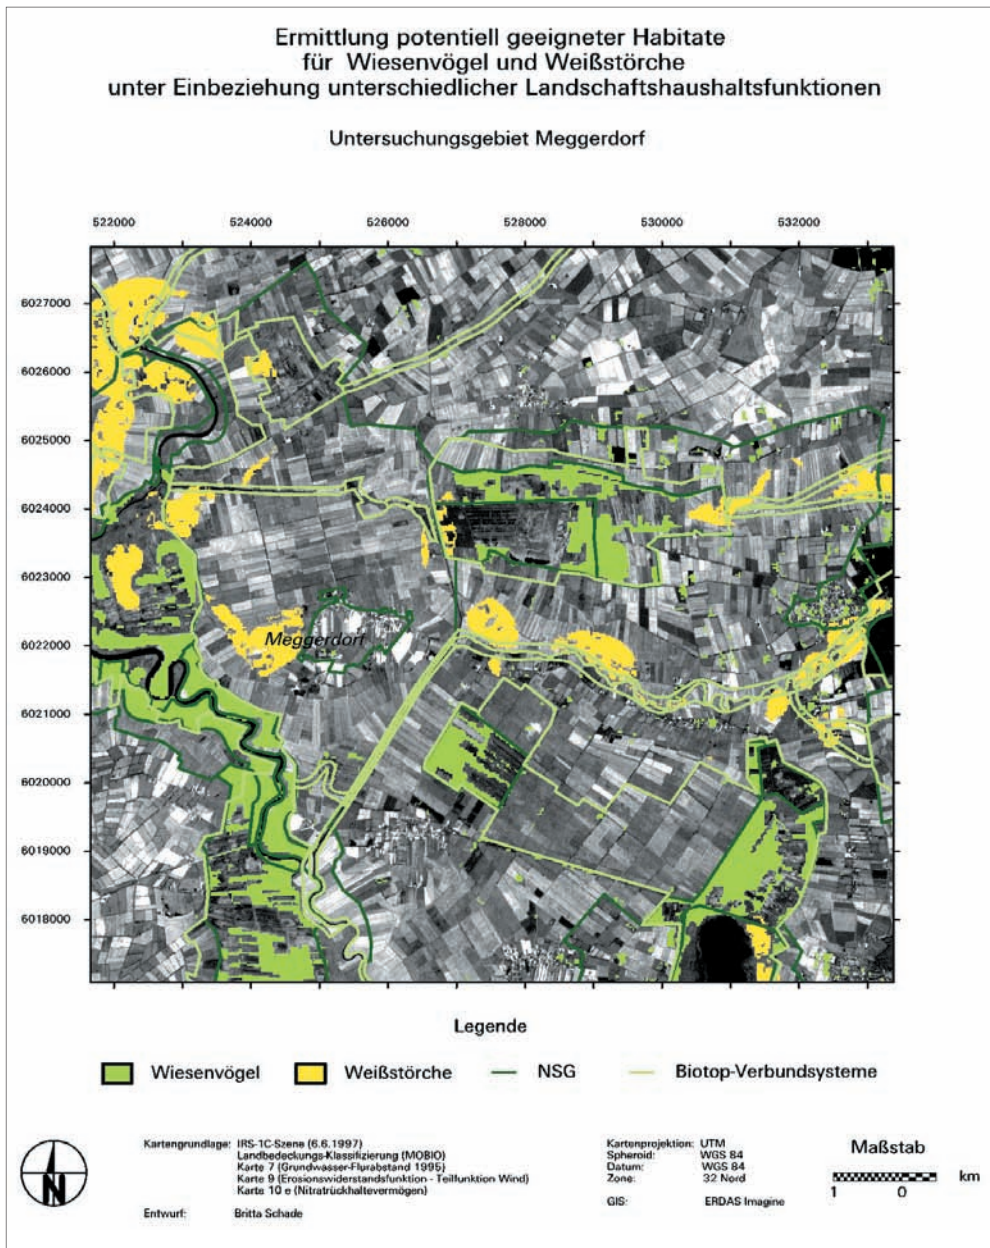 Ermittlung potentiell geeigneter Habitate
für Wiesenvögel und Weißstörche
unter Einbeziehung unterschiedlicher Landschaftshaushaltsfunktionen
Untersuchungsgebiet Meggerdorf
522000 524000 526000 528000 530000 532000
6027000
6026000
6025000
6024000
6023000
6022000
Meggerdorf
6021000
6020000
6019000
6018000
Legende
Wiesenvögel Weißstörche NSG Biotop-Verbundsysteme
Kartengrundlage: IRS-1C-Szene (6.6.1997)
Landbedeckungs-Klassifizierung (MOBIO)
Karte 7 (Grundwasser-Flurabstand 1995)
Karte 9 (Erosionswiderstandsfunktion - Teilfunktion Wind)
Karte 10 e (Nitratrückhaltevermögen)
Entwurf: Britta Schade
Kartenprojektion: UTM
Spheroid: WGS 84
Datum: WGS 84
Zone: 32 Nord
GIS: ERDAS Imagine
Maßstab
km
1 0
N